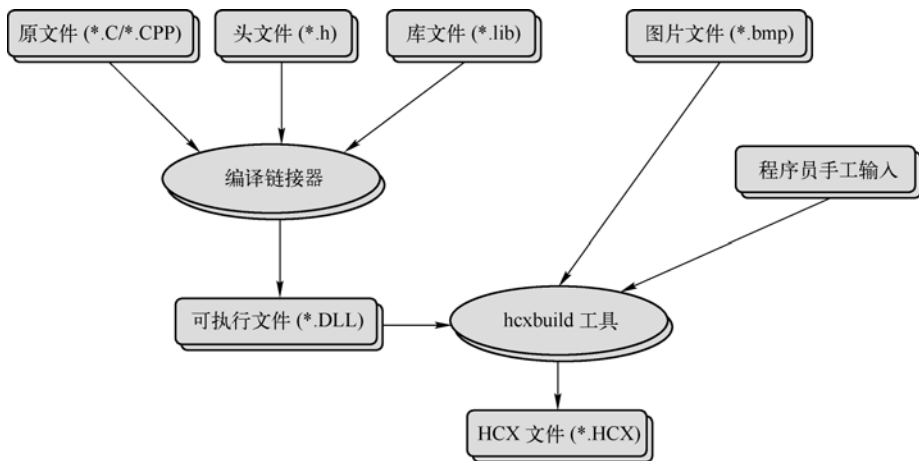 原文件 (*.C/*.CPP)
头文件 (*.h)
库文件 (*.lib)
图片文件 (*.bmp)
编译链接器
程序员手工输入
可执行文件 (*.DLL)
hcxbuild 工具
HCX 文件 (*.HCX)